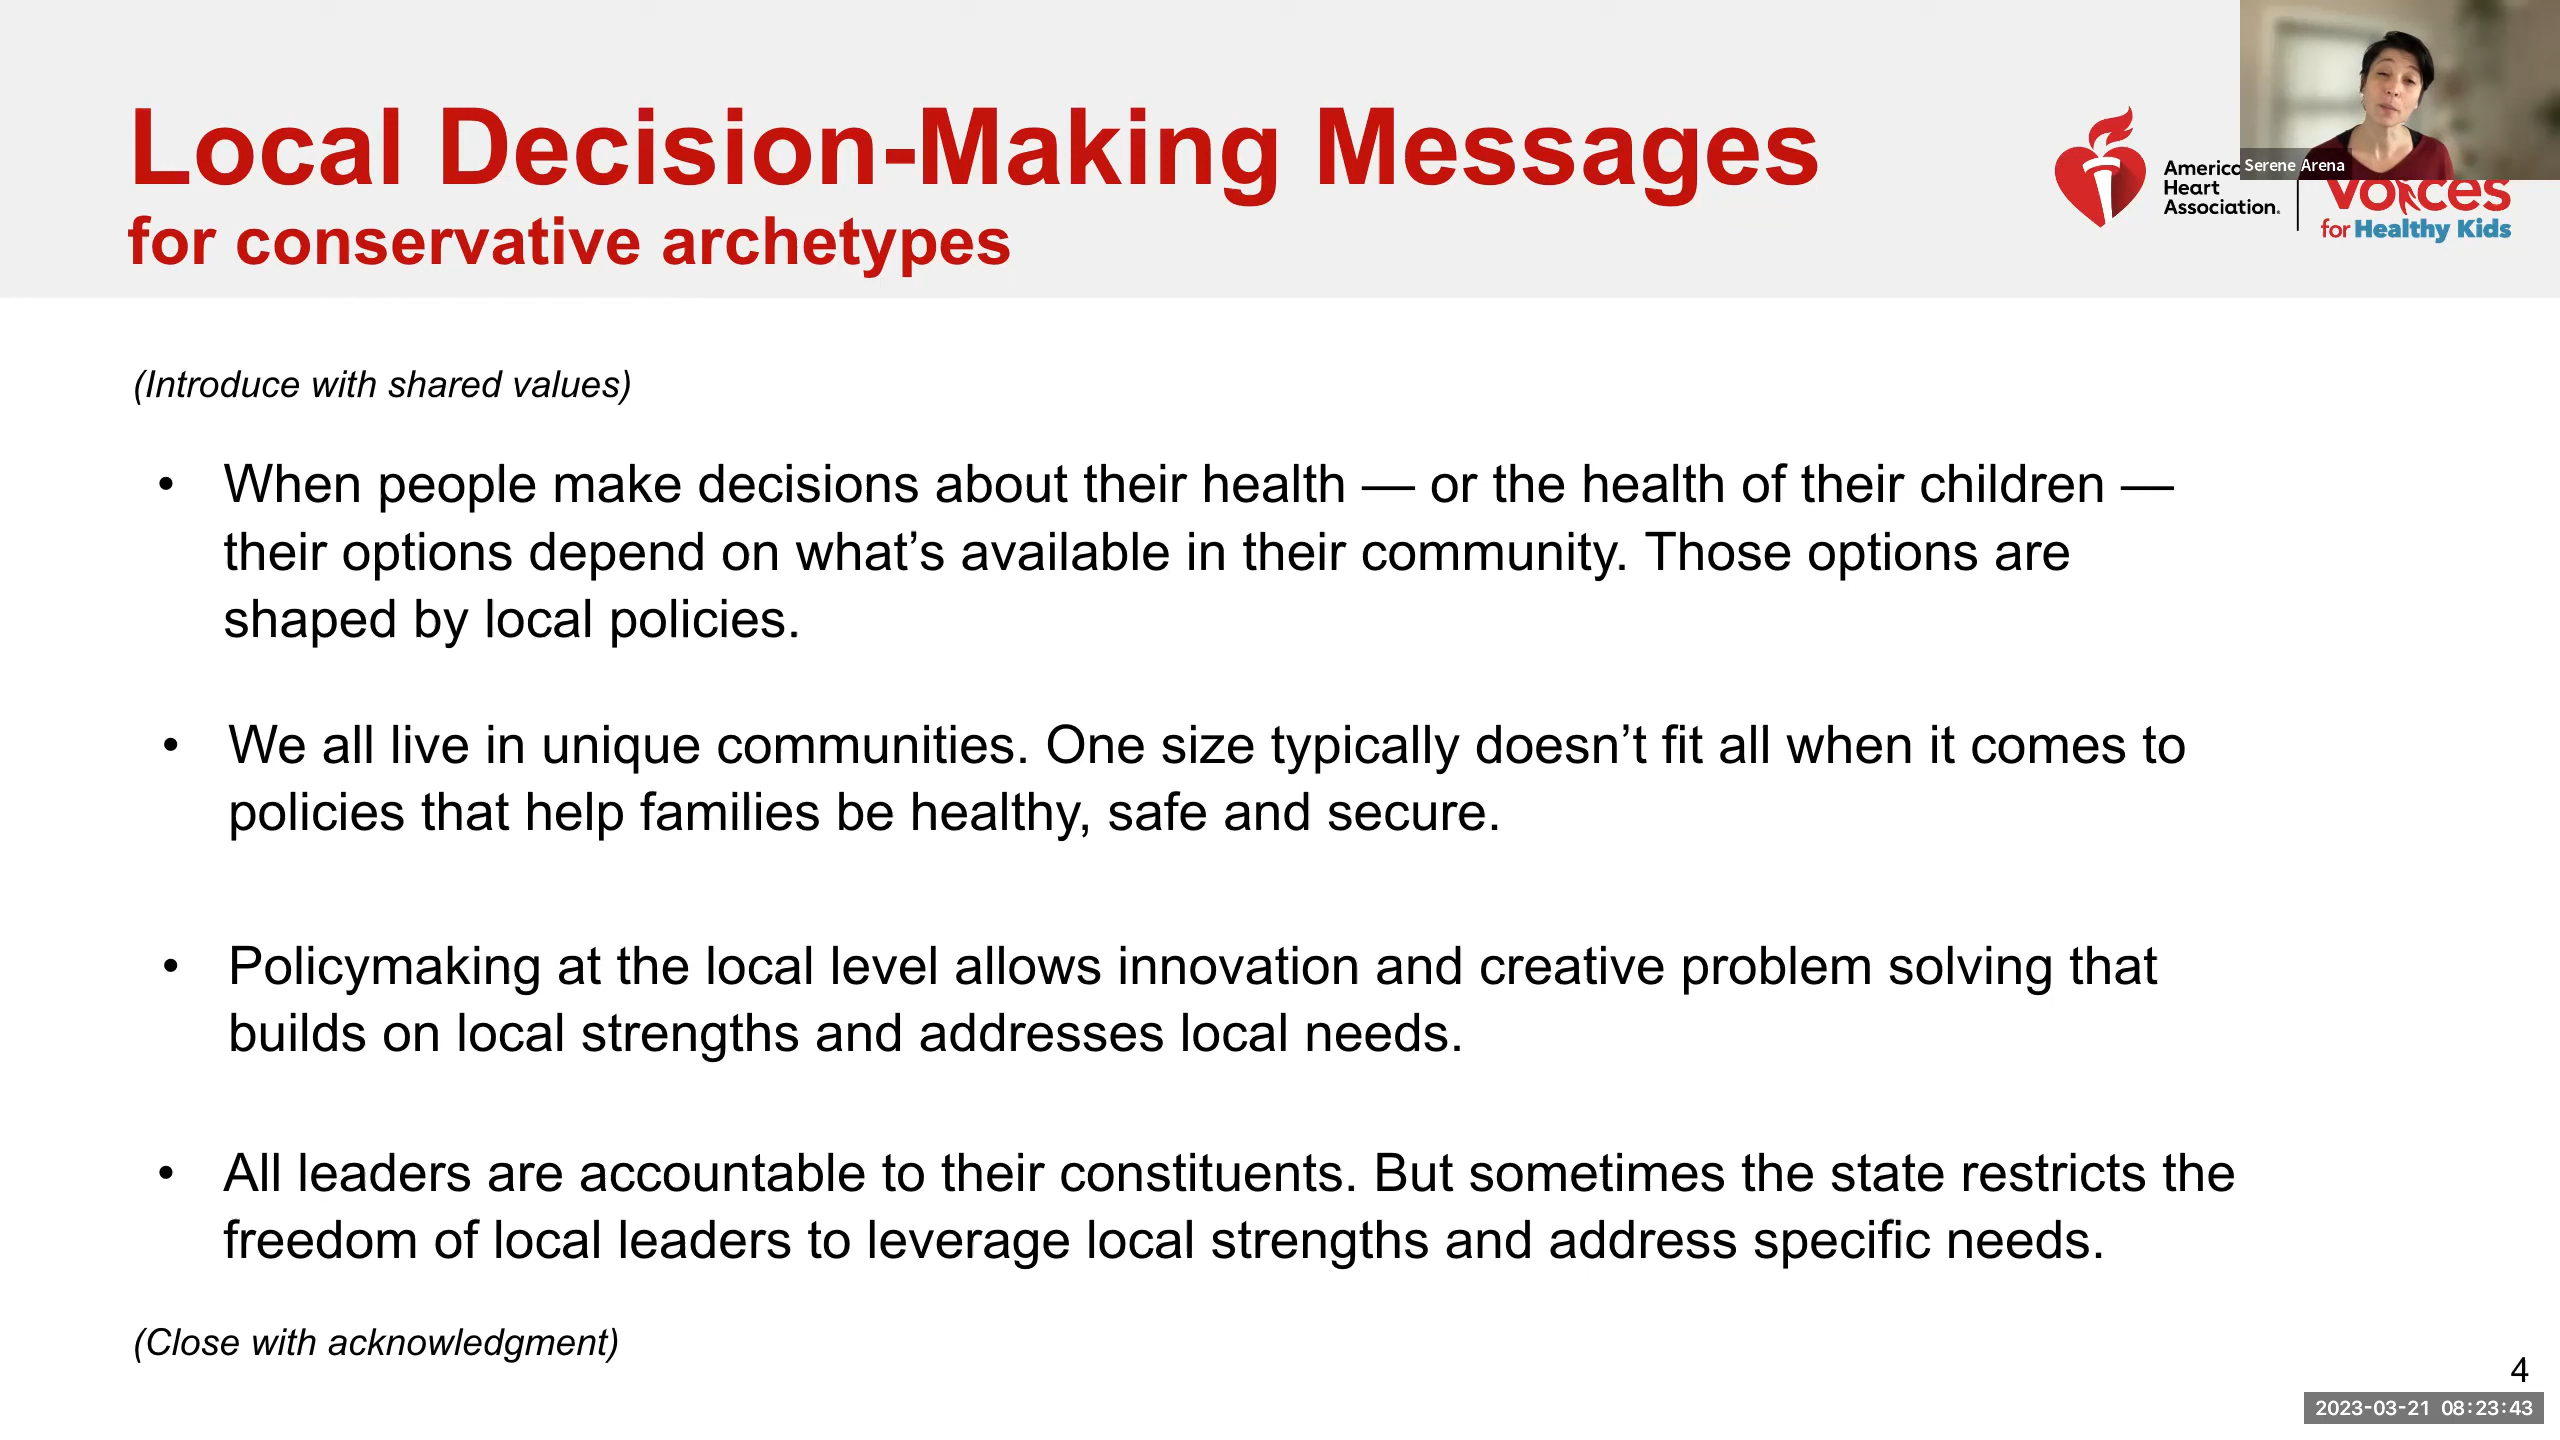 Local Decision-Making Messages
for conservative archetypes
American
Heart
Association.
Serene Arena
voices
for Healthy Kids
(Introduce with shared values)
• When people make decisions about their health — or the health of their children —
their options depend on what’s available in their community. Those options are
shaped by local policies.
• We all live in unique communities. One size typically doesn’t fit all when it comes to
policies that help families be healthy, safe and secure.
• Policymaking at the local level allows innovation and creative problem solving that
builds on local strengths and addresses local needs.
• All leaders are accountable to their constituents. But sometimes the state restricts the
freedom of local leaders to leverage local strengths and address specific needs.
(Close with acknowledgment)
4
2023-03-21 08:23:43